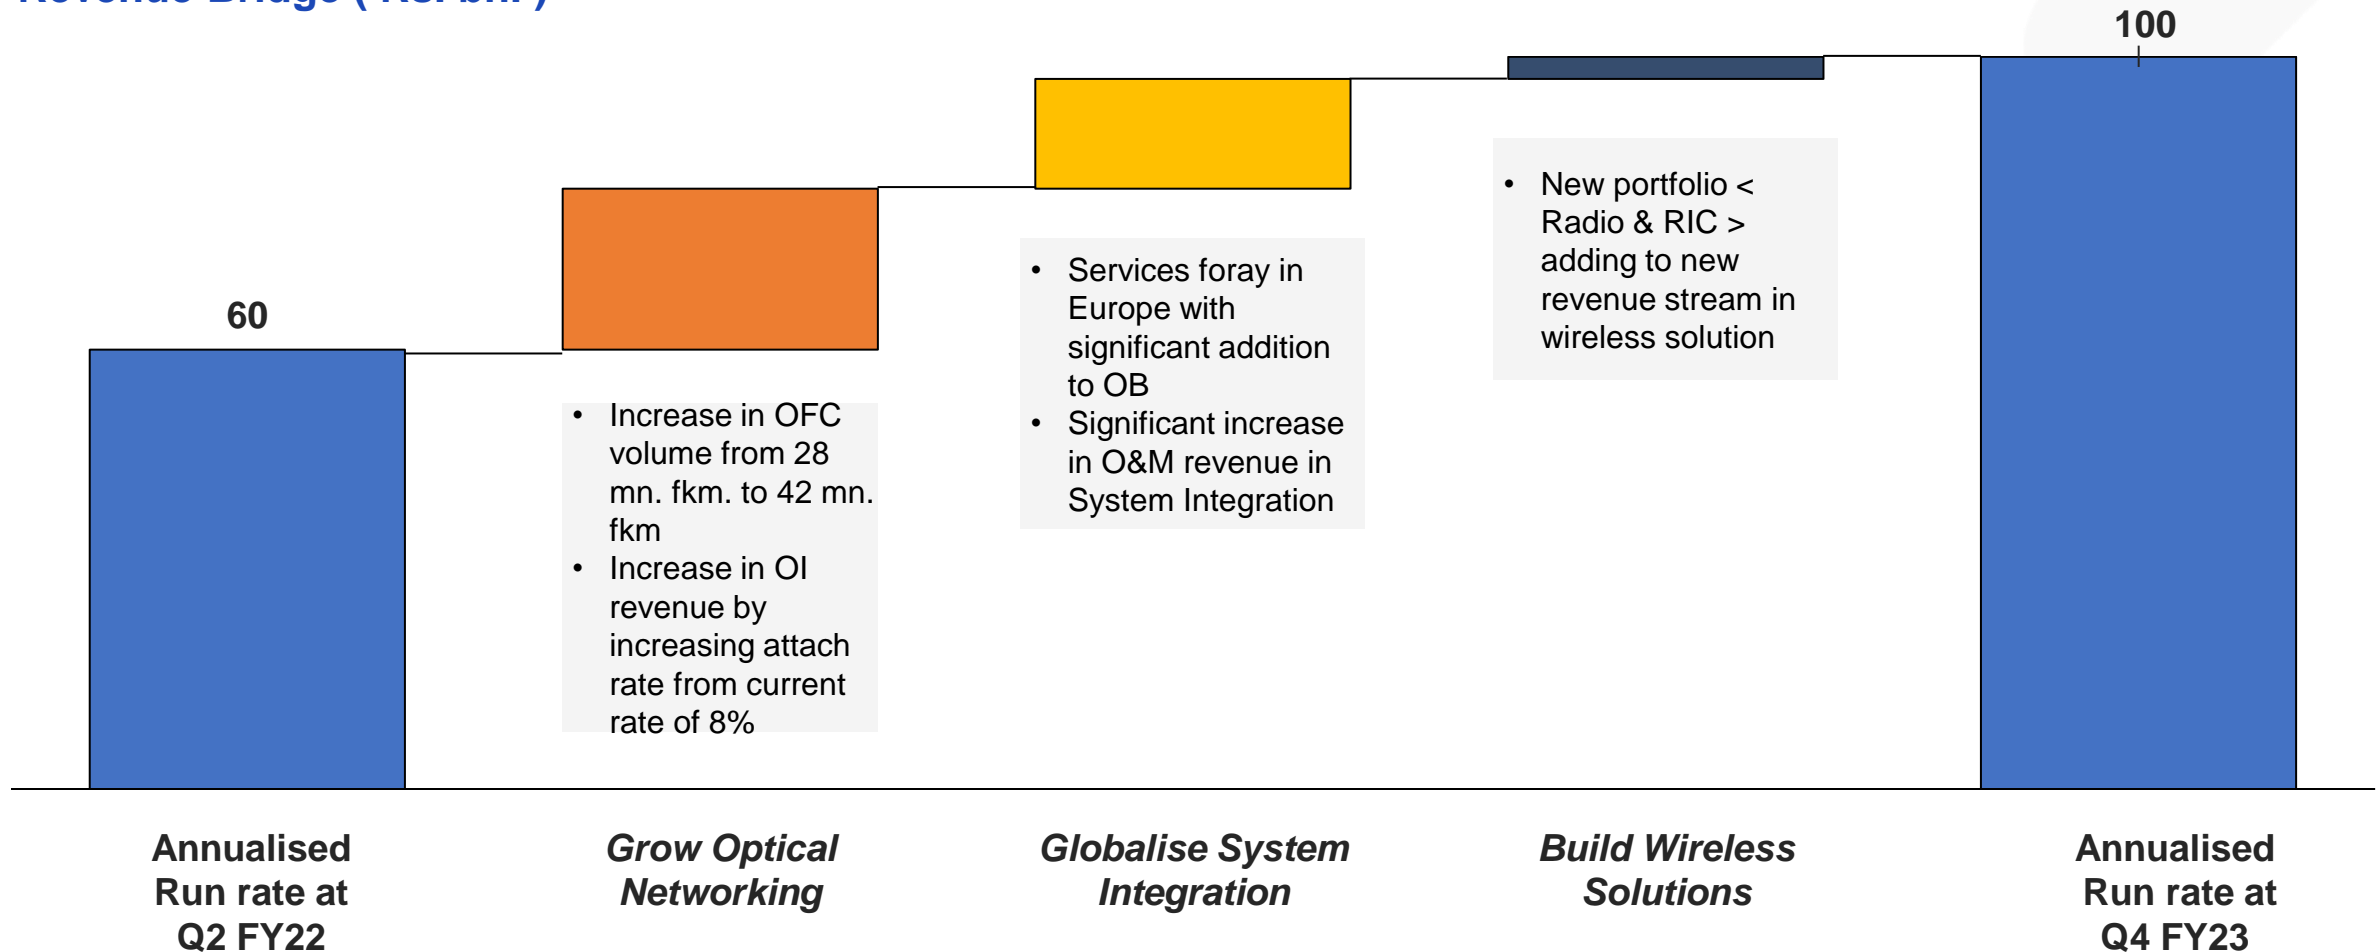 Revenue Bridge ( Rs. bn. )
100
60
• New portfolio <
Radio & RIC >
adding to new
revenue stream in
wireless solution
• Services foray in
Europe with
significant addition
to OB
• Significant increase
in O&M revenue in
System Integration
• Increase in OFC
volume from 28
mn. fkm. to 42 mn.
fkm
• Increase in OI
revenue by
increasing attach
rate from current
rate of 8%
Annualised
Run rate at
Q2 FY22
Grow Optical
Networking
Globalise System
Integration
Build Wireless
Solutions
Annualised
Run rate at
Q4 FY23